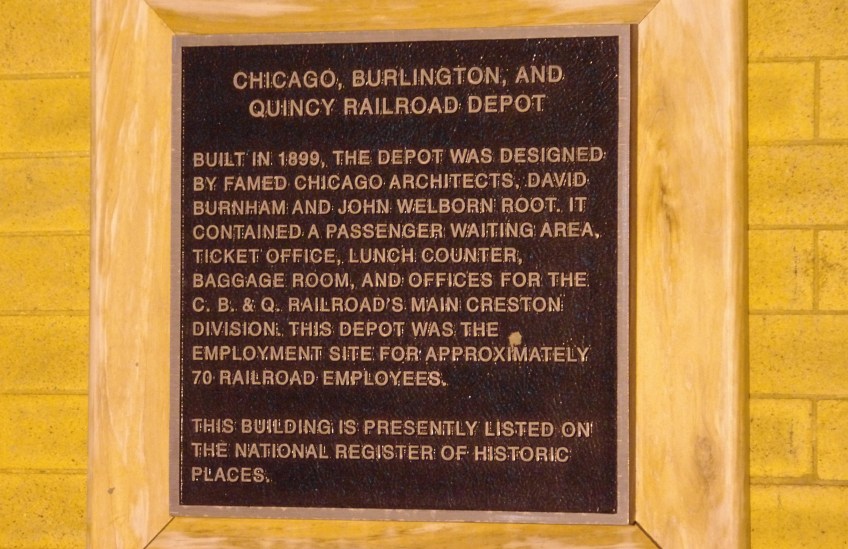 CHICAGO, BURLINGTON, AND
QUINCY RAILROAD DEPOT
BUILT IN 1899, THE DEPOT WAS DESIGNED
BY FAMED CHICAGO ARCHITECTS, DAVID
BURNHAM AND JOHN WELBORN ROOT. IT
CONTAINED A PASSENGER WAITING AREA,
TICKET OFFICE, LUNCH COUNTER,
BAGGAGE ROOM, AND OFFICES FOR THE
C. B. & Q. RAILROAD'S MAIN CRESTON
DIVISION. THIS DEPOT WAS THE
EMPLOYMENT SITE FOR APPROXIMATELY
70 RAILROAD EMPLOYEES.
THIS BUILDING IS PRESENTLY LISTED ON
THE NATIONAL REGISTER OF HISTORIC
PLACES.